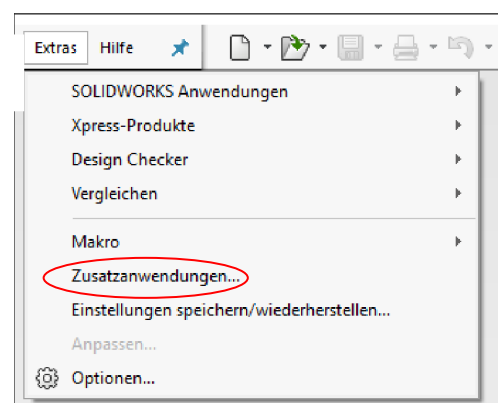 Extras Hilfe
SOLIDWORKS Anwendungen
Xpress-Produkte
Design Checker
Vergleichen
Makro
Zusatzanwendungen...
Einstellungen speichern/wiederherstellen...
Anpassen...
Optionen...